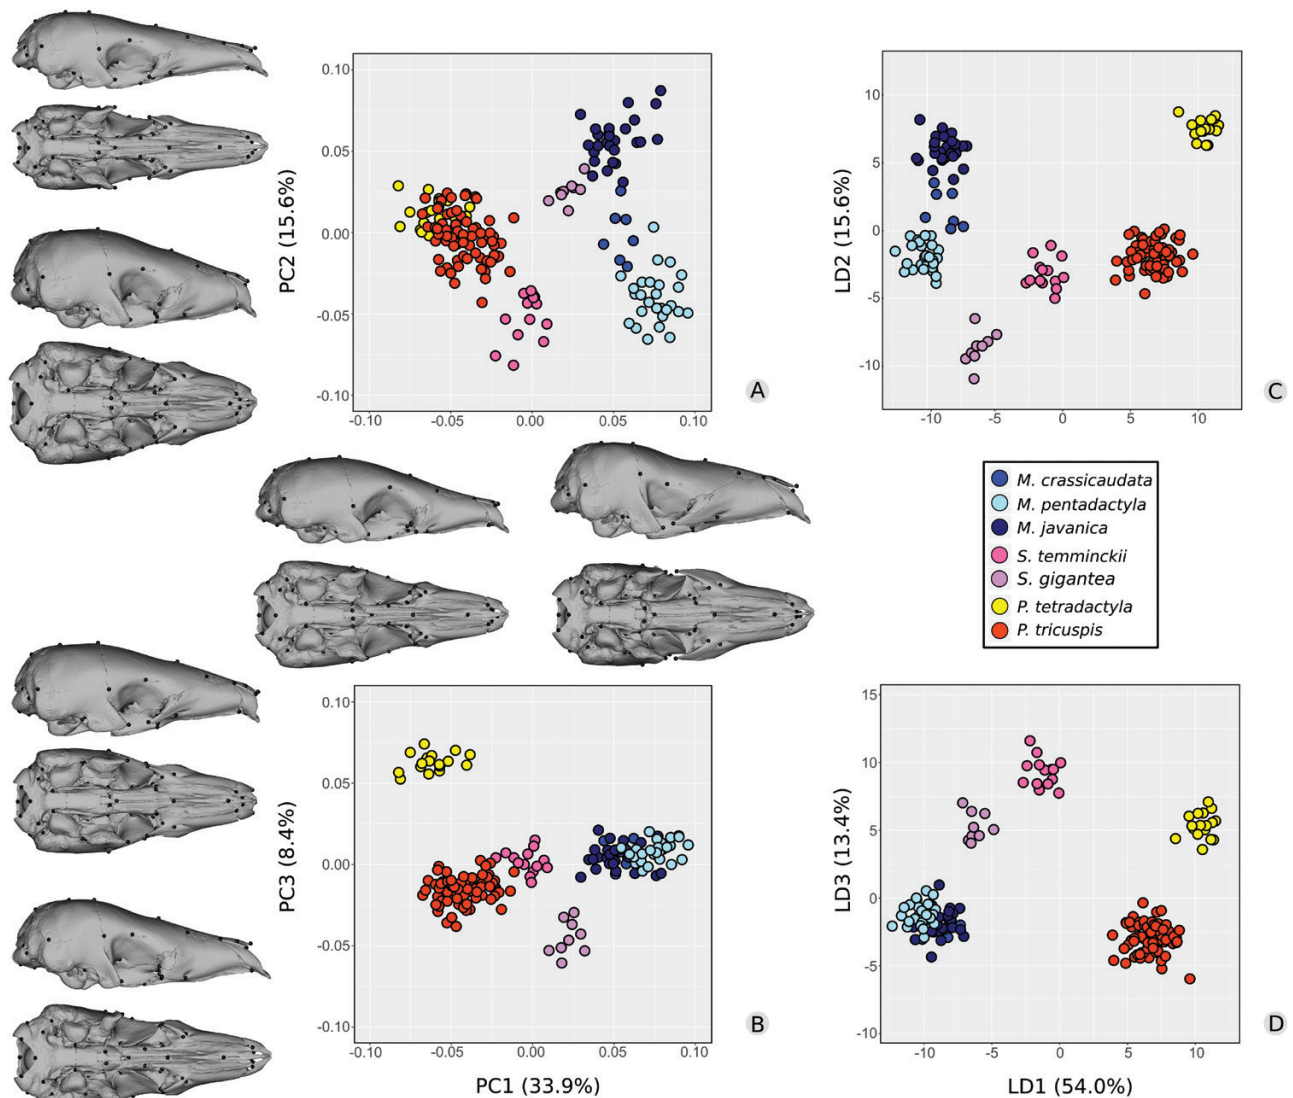 0.10
0.05
0.00
-0.05
-0.10
PC2 (15.6%)
-0.10
-0.05
0.00
0.05
0.10
A
10
5
0
-5
-10
LD2 (15.6%)
-10
-5
0
5
10
C
M. crassicaudata
M. pentadactyla
M. javanica
S. temminckii
S. gigantea
P. tetradactyla
P. tricuspis
0.10
0.05
0.00
-0.05
-0.10
PC3 (8.4%)
-0.10
-0.05
0.00
0.05
0.10
PC1 (33.9%)
B
15
10
5
0
-5
-10
LD3 (13.4%)
-10
-5
0
5
10
LD1 (54.0%)
D